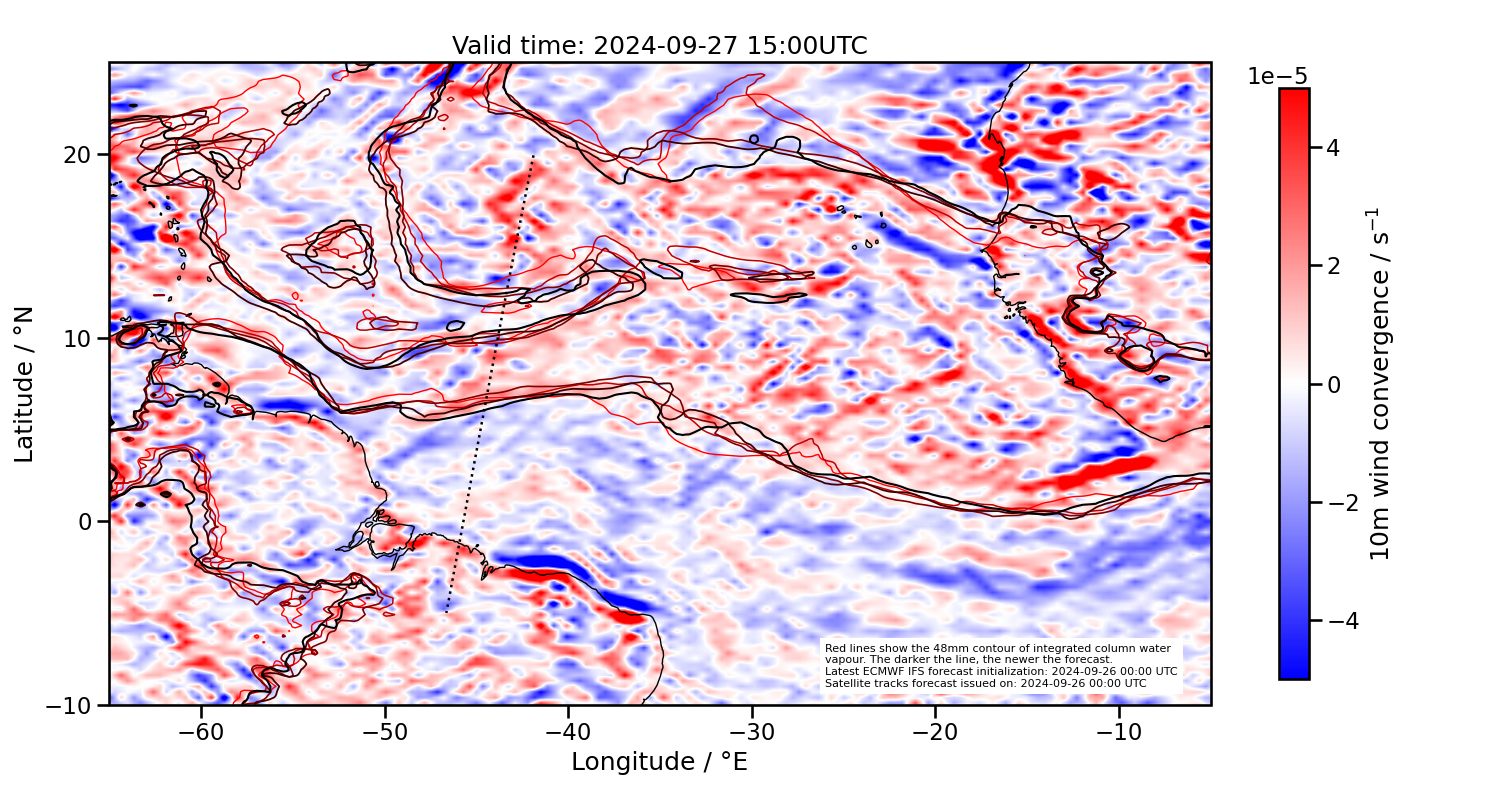 Valid time: 2024-09-27 15:00UTC
1e−5
20
10
0
−10
Latitude / °N
−60
−50
−40
−30
−20
−10
Longitude / °E
4
2
0
−2
−4
10m wind convergence / s⁻¹
Red lines show the 48mm contour of integrated column water
vapour. The darker the line, the newer the forecast.
Latest ECMWF IFS forecast initialization: 2024-09-26 00:00 UTC
Satellite tracks forecast issued on: 2024-09-26 00:00 UTC